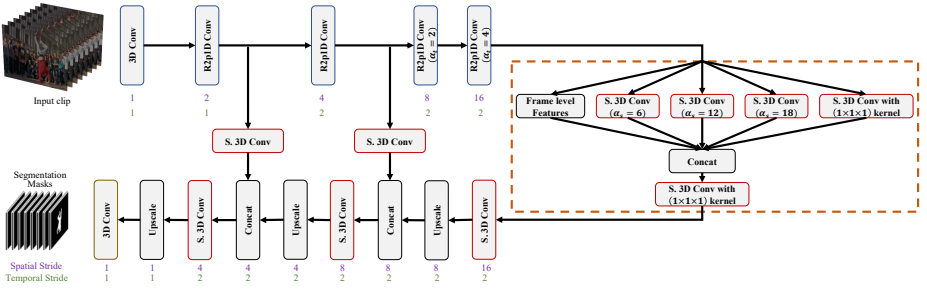 3D Conv
R2p1D Conv
R2p1D Conv
R2p1D Conv
(αₜ = 2)
R2p1D Conv
(αₜ = 4)
Input clip
1
2
4
8
16
1
1
2
2
2
Frame level
Features
S. 3D Conv
(αₛ = 6)
S. 3D Conv
(αₛ = 12)
S. 3D Conv
(αₛ = 18)
S. 3D Conv with
(1×1×1) kernel
S. 3D Conv
S. 3D Conv
Concat
S. 3D Conv with
(1×1×1) kernel
Segmentation
Masks
3D Conv
Upscale
S. 3D Conv
Concat
Upscale
S. 3D Conv
Concat
Upscale
S. 3D Conv
Spatial Stride
1
1
4
4
4
8
8
8
16
Temporal Stride
1
1
2
2
2
2
2
2
2